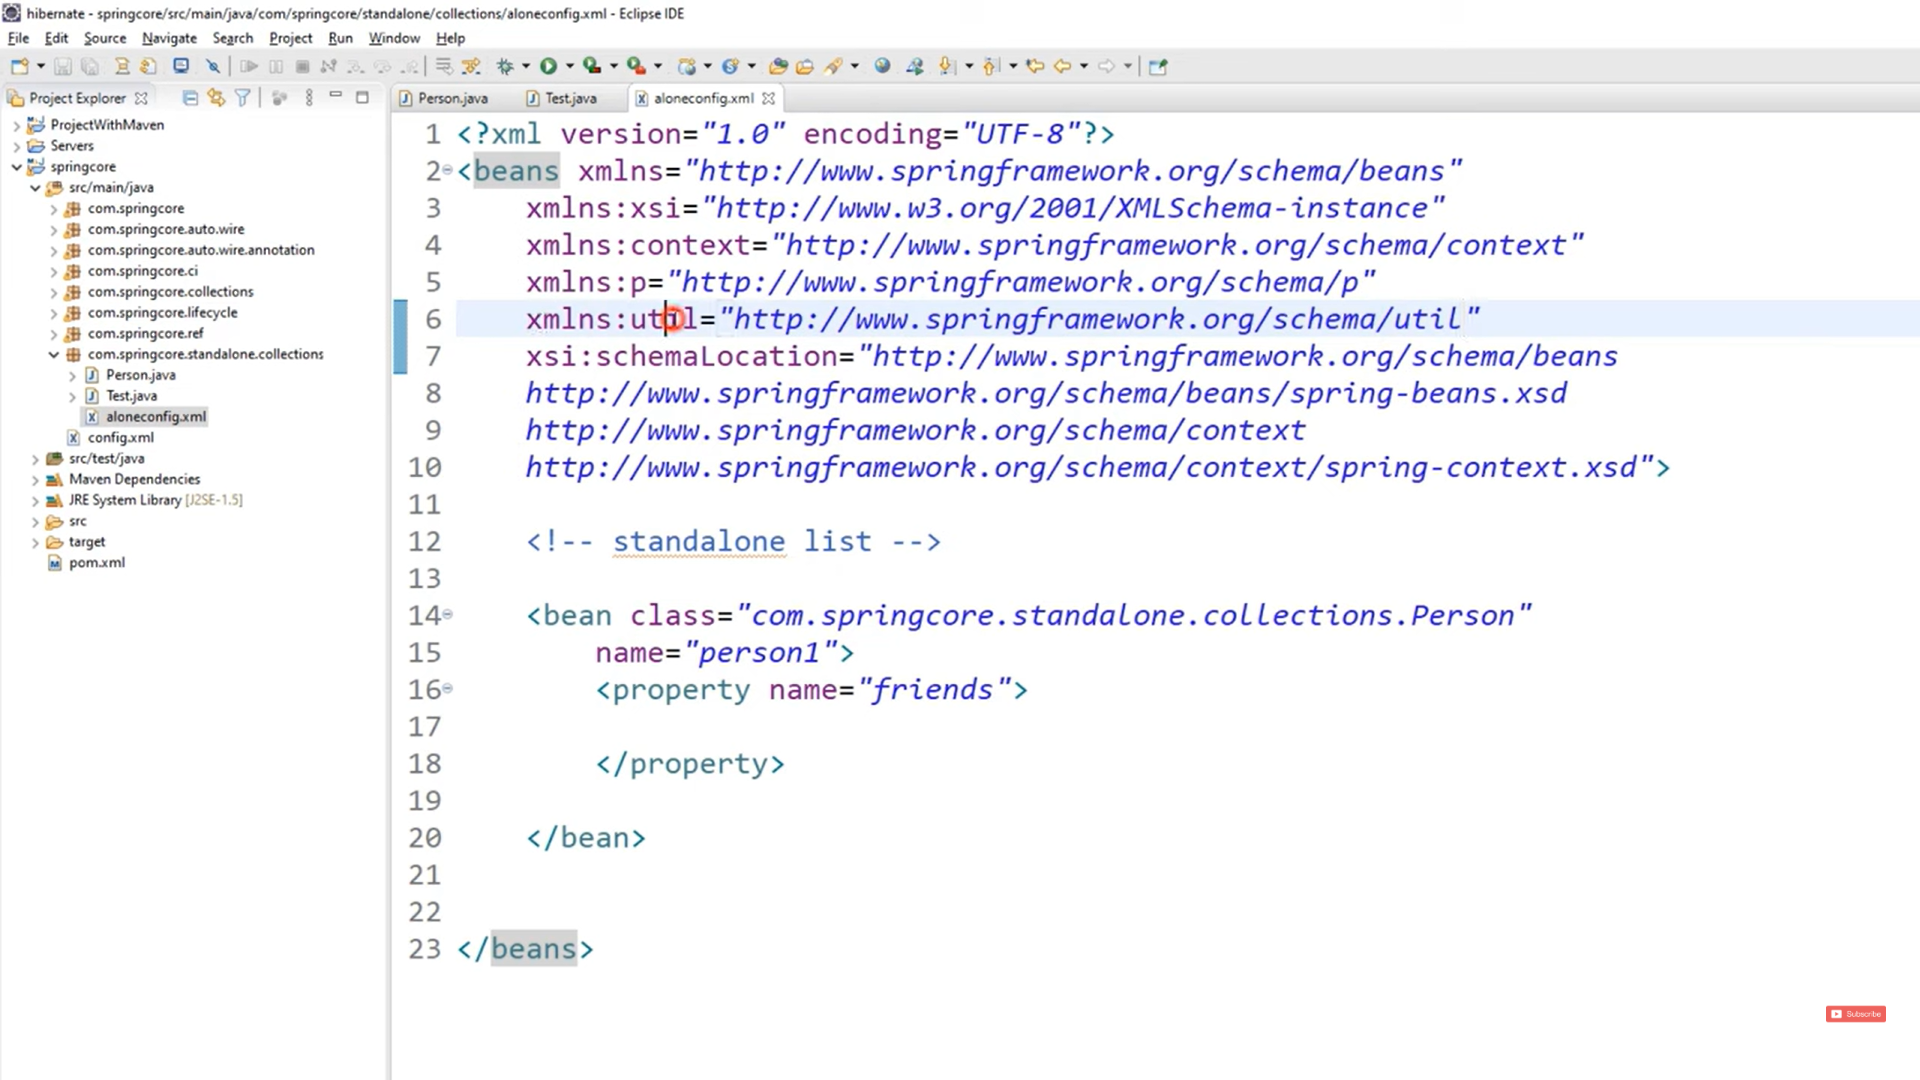 hibernate - springcore/src/main/java/com/springcore/standalone/collections/aloneconfig.xml - Eclipse IDE
File Edit Source Navigate Search Project Run Window Help
Project Explorer
ProjectWithMaven
Servers
springcore
src/main/java
com.springcore
com.springcore.auto.wire
com.springcore.auto.wire.annotation
com.springcore.ci
com.springcore.collections
com.springcore.lifecycle
com.springcore.ref
com.springcore.standalone.collections
Person.java
Test.java
aloneconfig.xml
config.xml
src/test/java
Maven Dependencies
JRE System Library [J2SE-1.5]
src
target
pom.xml
Person.java Test.java aloneconfig.xml
1 <?xml version="1.0" encoding="UTF-8"?>
2 <beans xmlns="http://www.springframework.org/schema/beans"
3 xmlns:xsi="http://www.w3.org/2001/XMLSchema-instance"
4 xmlns:context="http://www.springframework.org/schema/context"
5 xmlns:p="http://www.springframework.org/schema/p"
6 xmlns:util="http://www.springframework.org/schema/util"
7 xsi:schemaLocation="http://www.springframework.org/schema/beans
8 http://www.springframework.org/schema/beans/spring-beans.xsd
9 http://www.springframework.org/schema/context
10 http://www.springframework.org/schema/context/spring-context.xsd">
11
12 <!-- standalone list -->
13
14 <bean class="com.springcore.standalone.collections.Person"
15 name="person1">
16 <property name="friends">
17
18 </property>
19
20 </bean>
21
22
23 </beans>
Subscribe